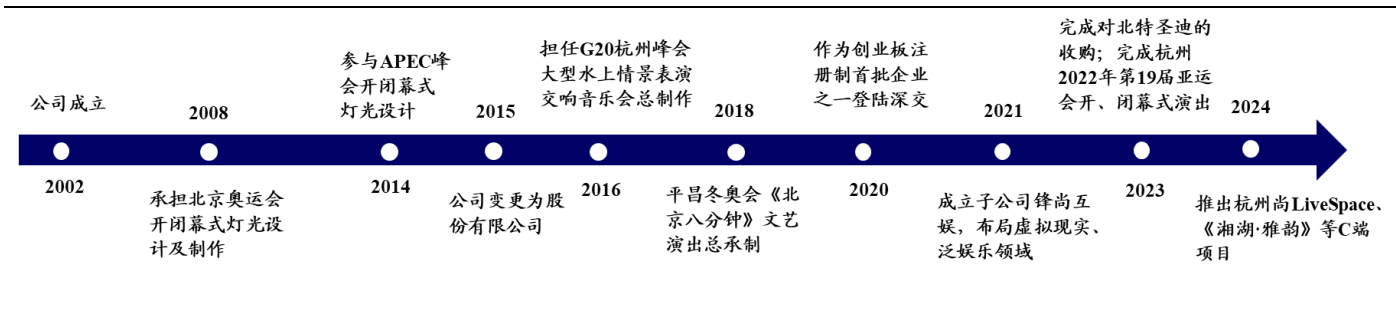 公司成立
2002
2008
承担北京奥运会
开闭幕式灯光设
计及制作
参与APEC峰
会开闭幕式
灯光设计
2014
2015
公司变更为股
份有限公司
担任G20杭州峰会
大型水上情景表演
交响音乐会总制作
2016
2018
平昌冬奥会《北
京八分钟》文艺
演出总承制
作为创业板注
册制首批企业
之一登陆深交
2020
2021
成立子公司锋尚互
娱，布局虚拟现实、
泛娱乐领域
完成对北特圣迪的
收购；完成杭州
2022年第19届亚运
会开、闭幕式演出
2023
2024
推出杭州尚LiveSpace、
《湘湖·雅韵》等C端
项目